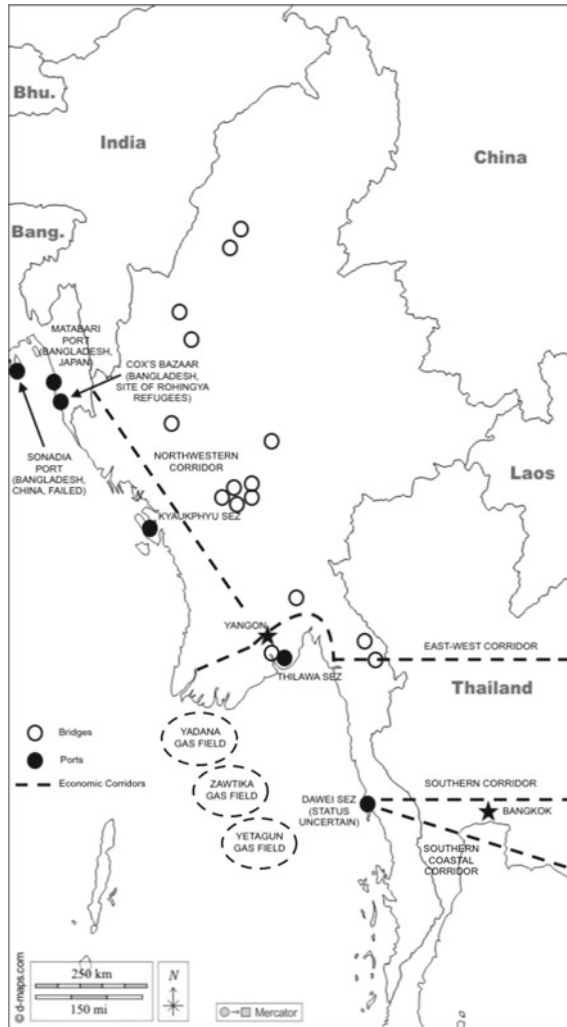 Bhu.
India
China
Bang.
MATABARI
PORT
(BANGLADESH,
JAPAN)
COX'S BAZAAR
(BANGLADESH,
SITE OF ROHINGYA
REFUGEES)
SONADIA
PORT
(BANGLADESH,
CHINA, FAILED)
NORTHWESTERN
CORRIDOR
Laos
KYAUKPHYU SEZ
YANGON
EAST-WEST CORRIDOR
THILAWA SEZ
Thailand
Bridges
Ports
Economic Corridors
YADANA
GAS FIELD
ZAWTIKA
GAS FIELD
YETAGUN
GAS FIELD
DAWEI SEZ
(STATUS
UNCERTAIN)
SOUTHERN CORRIDOR
BANGKOK
SOUTHERN
COASTAL
CORRIDOR
© d-maps.com
250 km
150 mi
N
Mercator